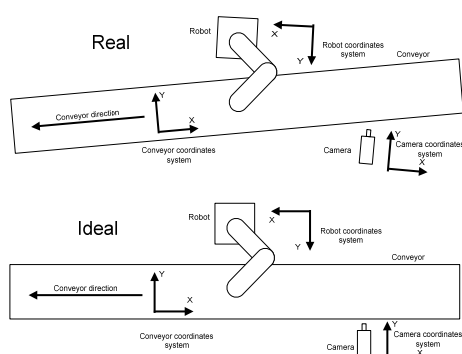 Real
Robot
X
Y
Robot coordinates
system
Conveyor
Conveyor direction
Y
X
Conveyor coordinates
system
Camera
Y
Camera coordinates
system
X
Ideal
Robot
X
Y
Robot coordinates
system
Conveyor
Conveyor direction
Y
X
Conveyor coordinates
system
Camera
Y
Camera coordinates
system
X